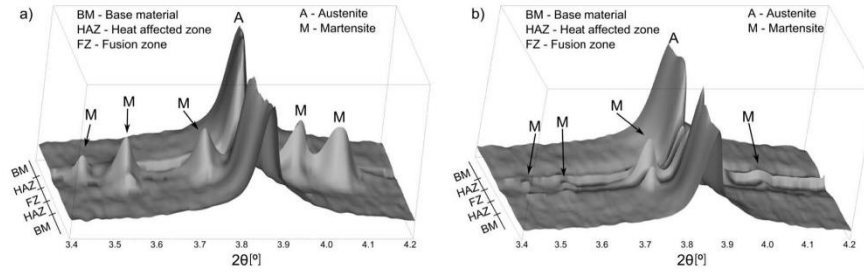 a)
BM - Base material
HAZ - Heat affected zone
FZ - Fusion zone
A
A - Austenite
M - Martensite
M
M
M
M
M
BM
HAZ
FZ
HAZ
BM
3.4 3.5 3.6 3.7 3.8 3.9 4.0 4.1 4.2
2θ[º]
b)
BM - Base material
HAZ - Heat affected zone
FZ - Fusion zone
A
A - Austenite
M - Martensite
M
M
M
M
BM
HAZ
FZ
HAZ
BM
3.4 3.5 3.6 3.7 3.8 3.9 4.0 4.1 4.2
2θ[º]